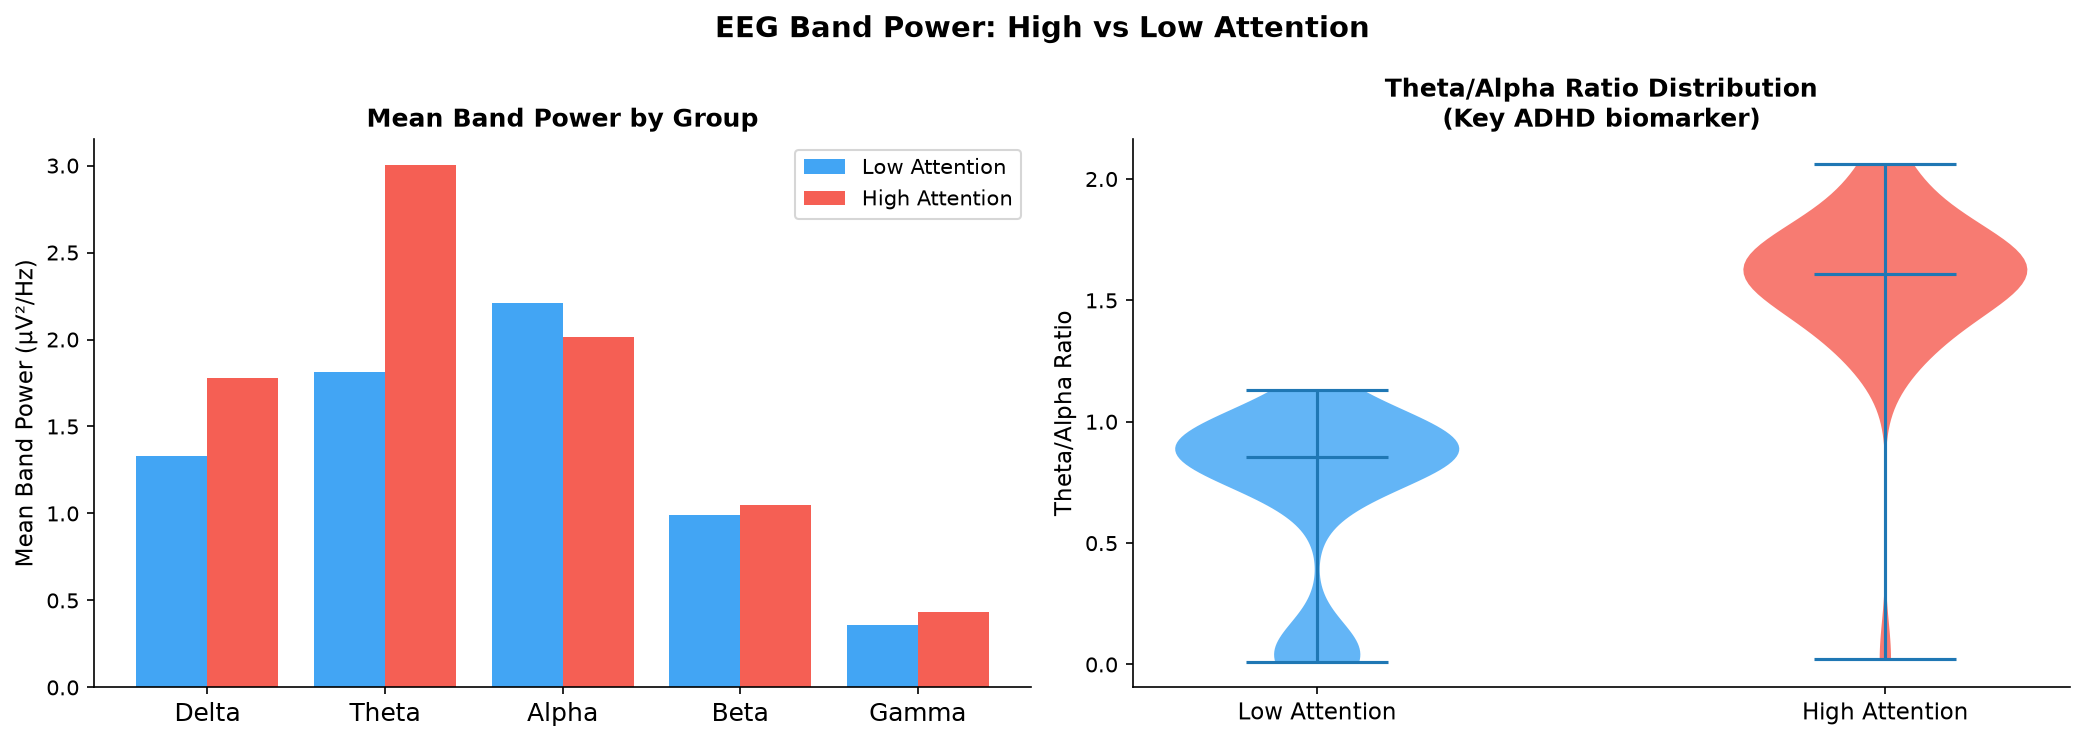 EEG Band Power: High vs Low Attention
Mean Band Power by Group
Mean Band Power (µV²/Hz)
3.0
2.5
2.0
1.5
1.0
0.5
0.0
Low Attention
High Attention
Delta
Theta
Alpha
Beta
Gamma
Theta/Alpha Ratio Distribution
(Key ADHD biomarker)
Theta/Alpha Ratio
2.0
1.5
1.0
0.5
0.0
Low Attention
High Attention